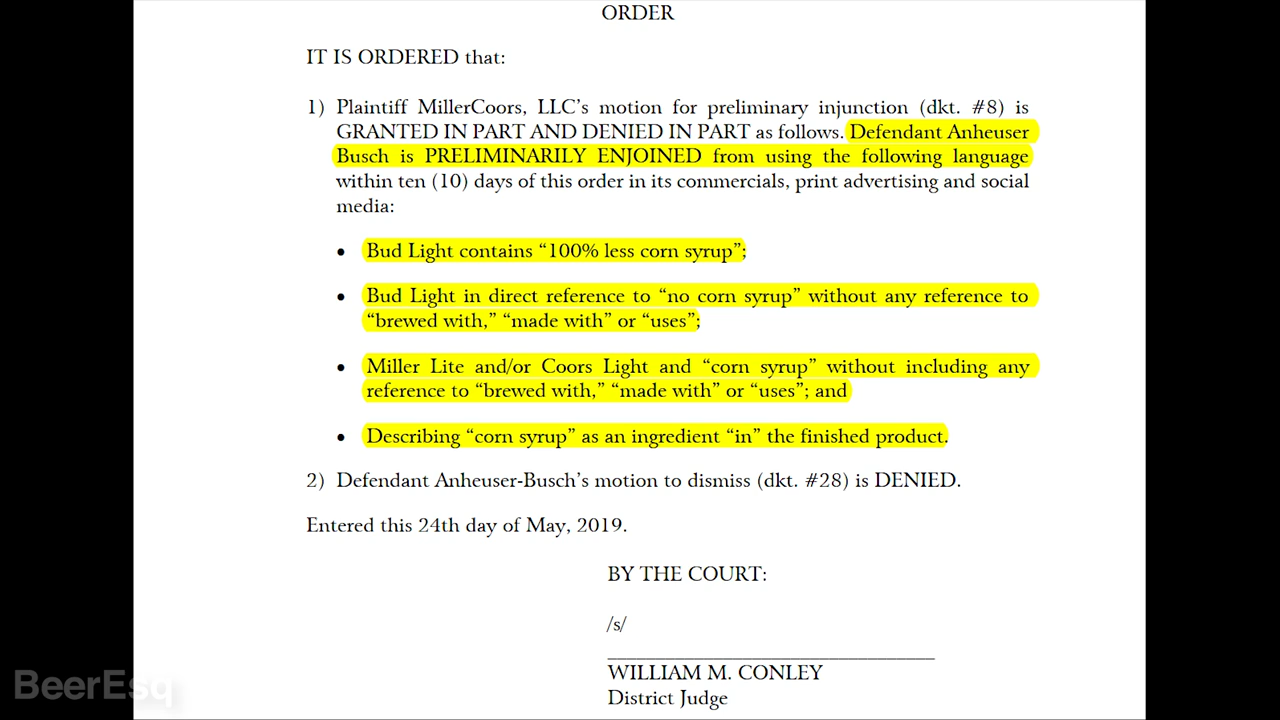 ORDER
IT IS ORDERED that:
1) Plaintiff MillerCoors, LLC’s motion for preliminary injunction (dkt. #8) is
GRANTED IN PART AND DENIED IN PART as follows. Defendant Anheuser
Busch is PRELIMINARILY ENJOINED from using the following language
within ten (10) days of this order in its commercials, print advertising and social
media:
• Bud Light contains “100% less corn syrup”;
• Bud Light in direct reference to “no corn syrup” without any reference to
“brewed with,” “made with” or “uses”;
• Miller Lite and/or Coors Light and “corn syrup” without including any
reference to “brewed with,” “made with” or “uses”; and
• Describing “corn syrup” as an ingredient “in” the finished product.
2) Defendant Anheuser-Busch’s motion to dismiss (dkt. #28) is DENIED.
Entered this 24th day of May, 2019.
BY THE COURT:
/s/
WILLIAM M. CONLEY
District Judge
BeerEsq